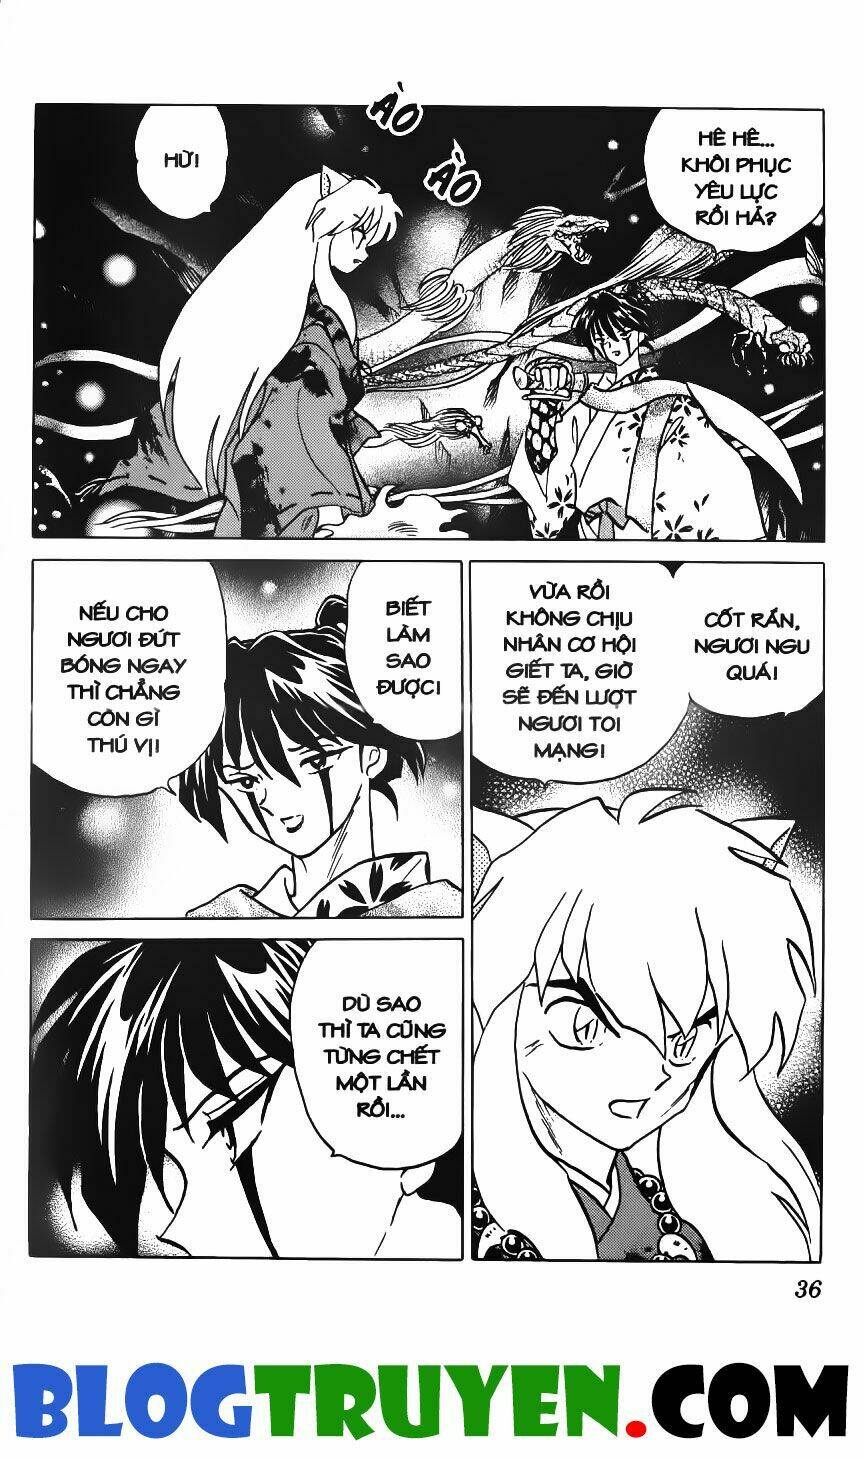 ÀO
ÀO
HÊ HÊ...
KHÔI PHỤC
YÊU LỰC
RỒI HẢ?
HỪ!
CỐT RẮN,
NGƯƠI NGU
QUÁ!
VỪA RỒI
KHÔNG CHỊU
NHÂN CƠ HỘI
GIẾT TA, GIỜ
SẼ ĐẾN LƯỢT
NGƯƠI TOI
MẠNG!
BIẾT
LÀM
SAO
ĐƯỢC!
NẾU CHO
NGƯƠI ĐỨT
BÓNG NGAY
THÌ CHẲNG
CÒN GÌ
THÚ VỊ!
DÙ SAO
THÌ TA CŨNG
TỪNG CHẾT
MỘT LẦN
RỒI...
36
BLOGTRUYEN.COM